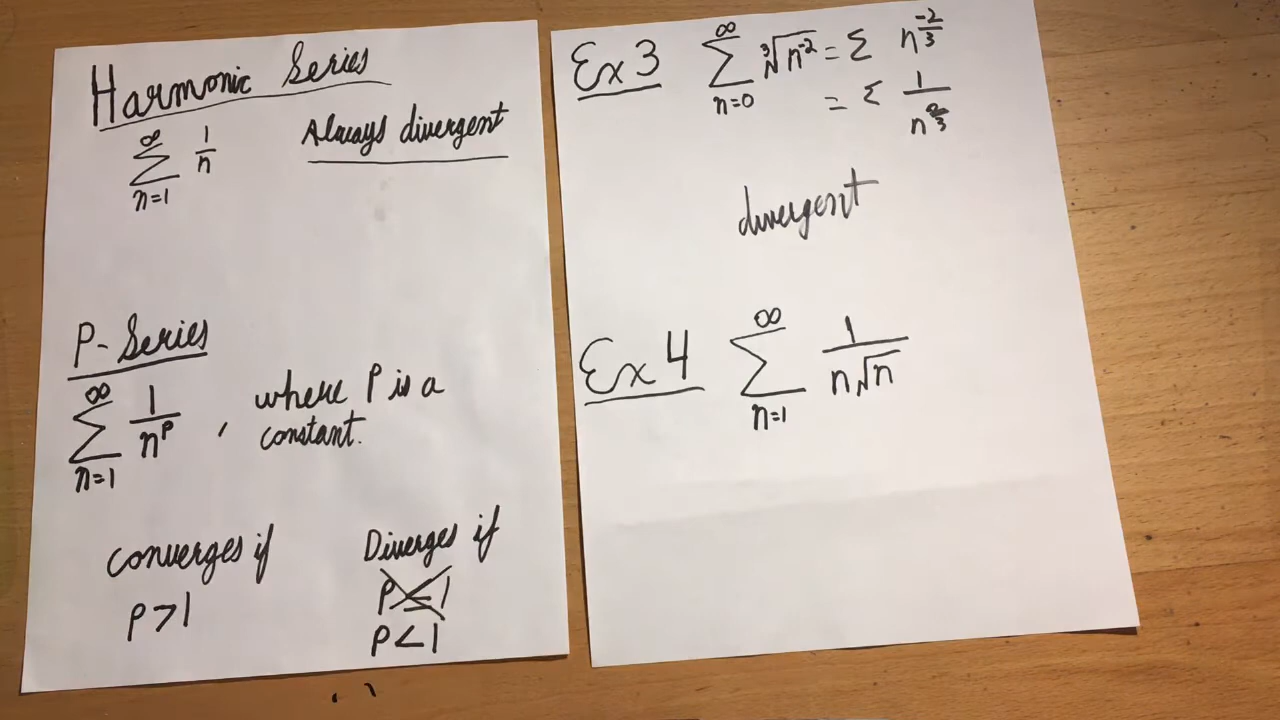 Harmonic Series
∞
∑ 1/n
n=1
Always divergent
P-Series
∞
∑ 1/n^p , where P is a
n=1
constant.
Converges if
P > 1
Diverges if
P ≤ 1
P < 1
Ex 3
∞
∑ ∛n^-2 = Σ n^-2/3
n=0
= Σ 1/n^2/3
divergent
Ex 4
∞
∑ 1/n√n
n=1